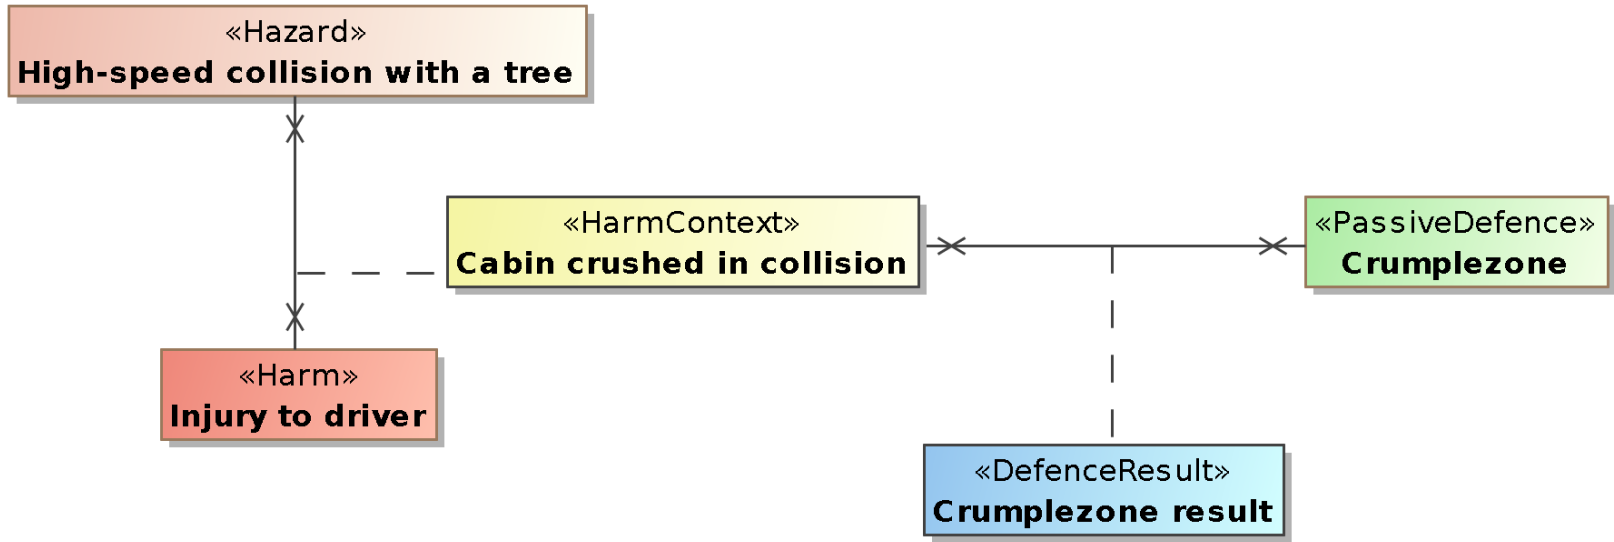 «Hazard»
High-speed collision with a tree
«HarmContext»
Cabin crushed in collision
«PassiveDefence»
Crumplezone
«Harm»
Injury to driver
«DefenceResult»
Crumplezone result